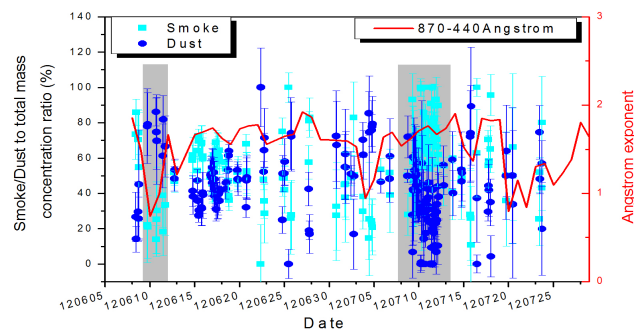 Smoke
Dust
870-440Angstrom
Smoke/Dust to total mass
concentration ratio (%)
140
120
100
80
60
40
20
0
-20
3
2
1
0
Angstrom exponent
120605 120610 120615 120620 120625 120630 120705 120710 120715 120720 120725
Date